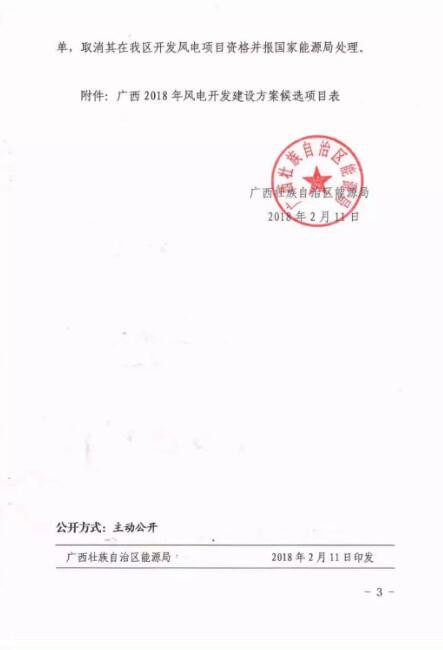 单，取消其在我区开发风电项目资格并报国家能源局处理。
附件：广西 2018 年风电开发建设方案候选项目表
广西壮族自治区能源局
广西壮族自治区能源局
2018 年 2 月 11 日
公开方式：主动公开
广西壮族自治区能源局 2018 年 2 月 11 日印发
- 3 -